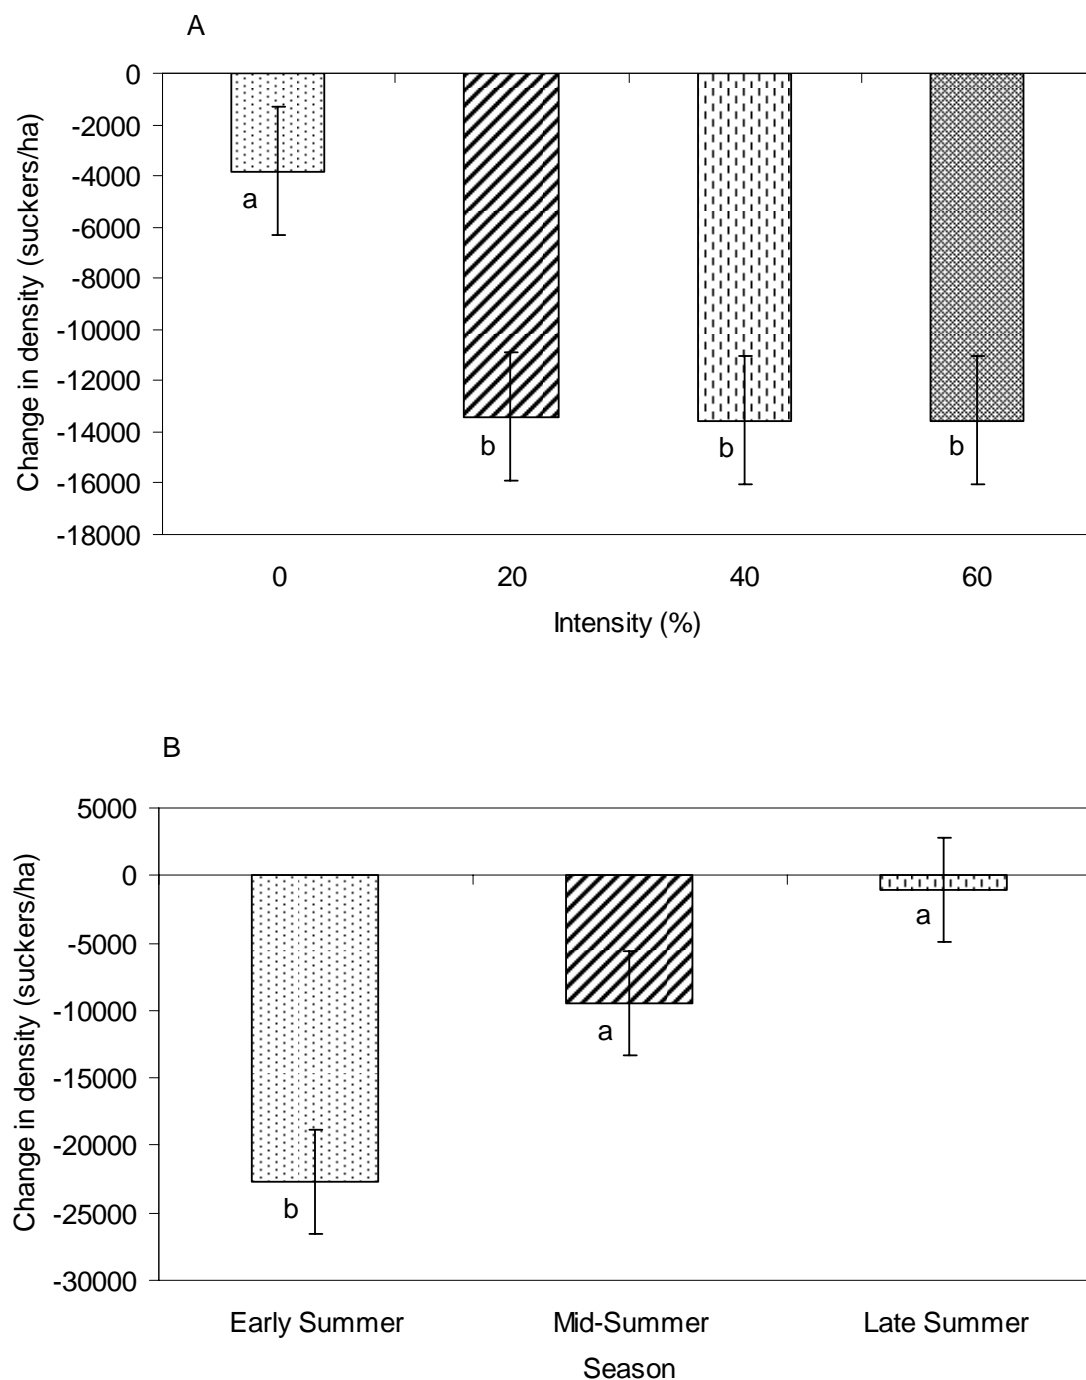 A
0
-2000
-4000
-6000
-8000
-10000
-12000
-14000
-16000
-18000
Change in density (suckers/ha)
a
b
b
b
0 20 40 60
Intensity (%)
B
5000
0
-5000
-10000
-15000
-20000
-25000
-30000
Change in density (suckers/ha)
b
a
a
Early Summer Mid-Summer Late Summer
Season